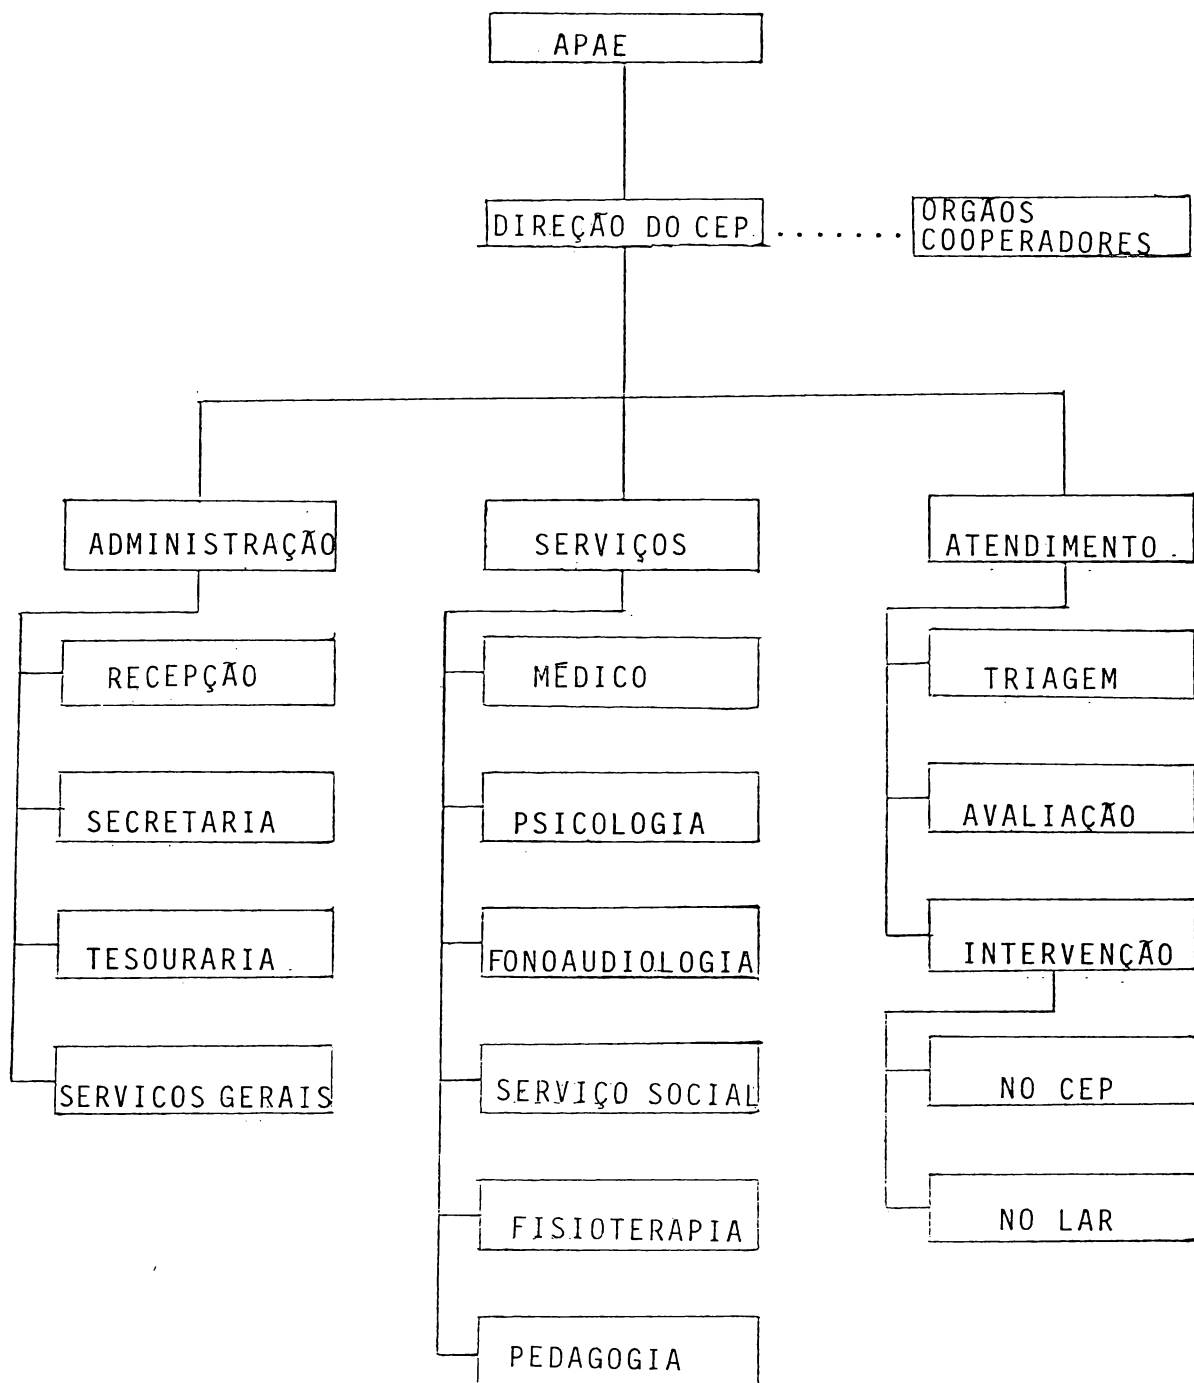 APAE
DIREÇÃO DO CEP.......ORGÃOS
COOPERADORES
ADMINISTRAÇÃO
RECEPÇÃO
SECRETARIA
TESOURARIA
SERVICOS GERAIS
SERVIÇOS
MÉDICO
PSICOLOGIA
FONOAUDIOLOGIA
SERVIÇO SOCIAL
FISIOTERAPIA
PEDAGOGIA
ATENDIMENTO
TRIAGEM
AVALIAÇÃO
INTERVENÇÃO
NO CEP
NO LAR